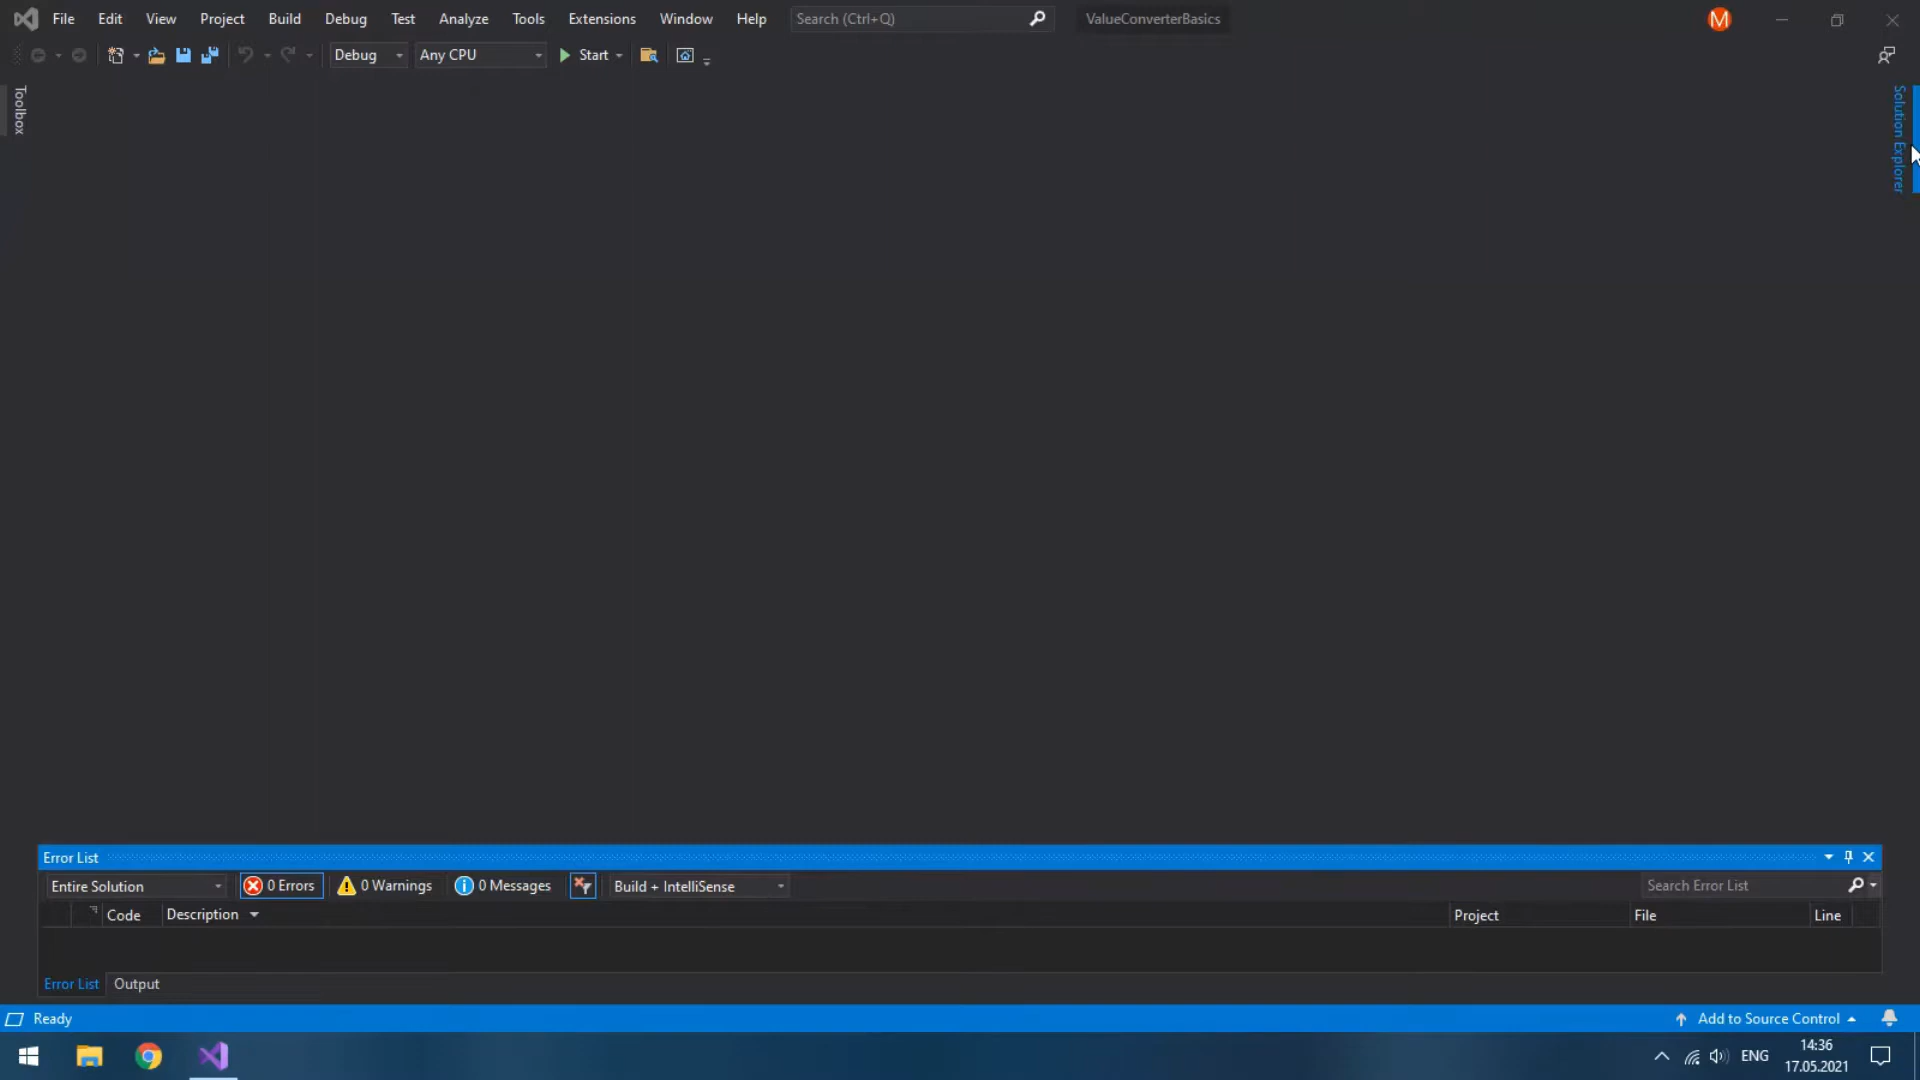 File Edit View Project Build Debug Test Analyze Tools Extensions Window Help Search (Ctrl+Q) ValueConverterBasics M
Debug Any CPU Start
Toolbox
Solution Explorer
Error List
Entire Solution 0 Errors 0 Warnings 0 Messages Build + IntelliSense Search Error List
Code Description Project File Line
Error List Output
Ready Add to Source Control
ENG 14:36
17.05.2021